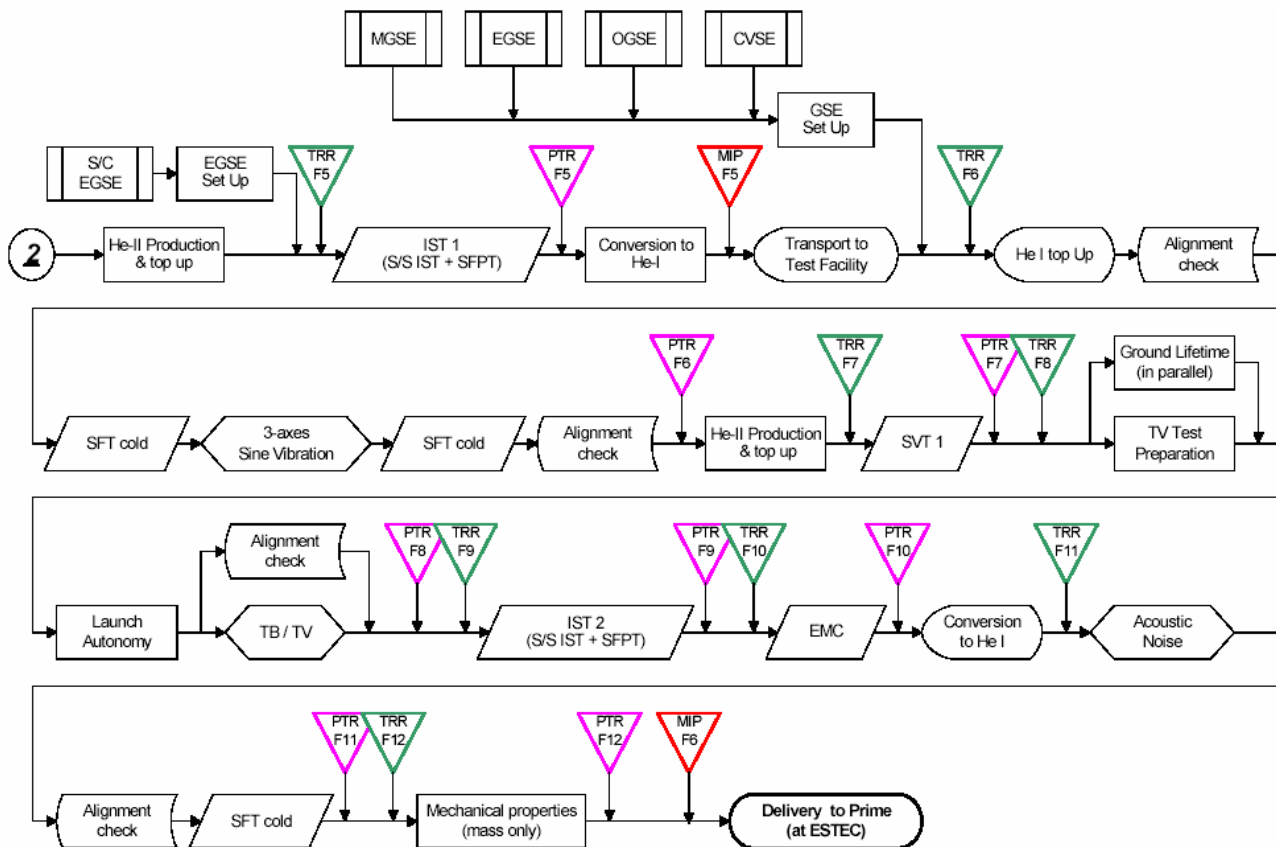 MGSE
EGSE
OGSE
CVSE
GSE
Set Up
S/C
EGSE
EGSE
Set Up
TRR
F5
PTR
F5
MIP
F5
TRR
F6
2
He-II Production
& top up
IST 1
(S/S IST + SFPT)
Conversion to
He-I
Transport to
Test Facility
He I top Up
Alignment
check
PTR
F6
TRR
F7
PTR
F7
TRR
F8
Ground Lifetime
(in parallel)
SFT cold
3-axes
Sine Vibration
SFT cold
Alignment
check
He-II Production
& top up
SVT 1
TV Test
Preparation
Alignment
check
PTR
F8
TRR
F9
PTR
F9
TRR
F10
PTR
F10
TRR
F11
Launch
Autonomy
TB / TV
IST 2
(S/S IST + SFPT)
EMC
Conversion
to He I
Acoustic
Noise
PTR
F11
TRR
F12
PTR
F12
MIP
F6
Alignment
check
SFT cold
Mechanical properties
(mass only)
Delivery to Prime
(at ESTEC)